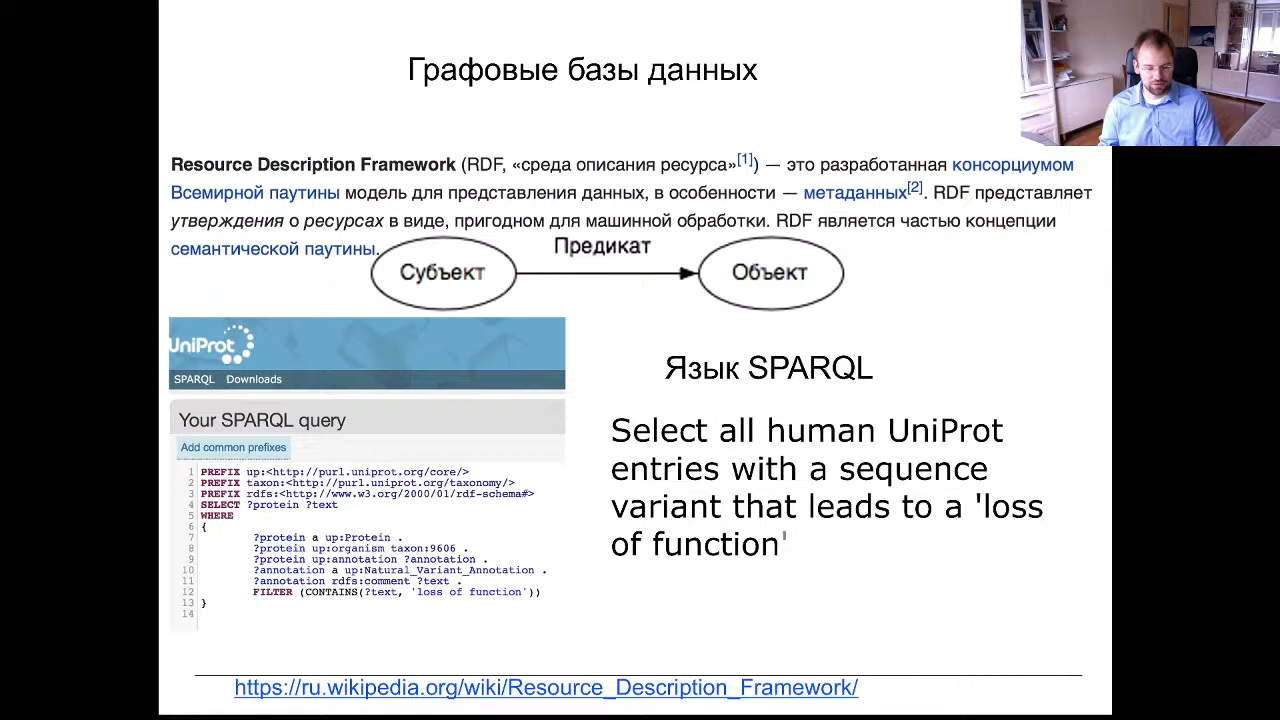 Графовые базы данных
Resource Description Framework (RDF, «среда описания ресурса»[1]) — это разработанная консорциумом
Всемирной паутины модель для представления данных, в особенности — метаданных[2]. RDF представляет
утверждения о ресурсах в виде, пригодном для машинной обработки. RDF является частью концепции
семантической паутины.
Предикат
Субъект
Объект
UniProt
SPARQL Downloads
Your SPARQL query
Add common prefixes
1 PREFIX up:<http://purl.uniprot.org/core/>
2 PREFIX taxon:<http://purl.uniprot.org/taxonomy/>
3 PREFIX rdfs:<http://www.w3.org/2000/01/rdf-schema#>
4 SELECT ?protein ?text
5 WHERE
6 {
7 ?protein a up:Protein .
8 ?protein up:organism taxon:9606 .
9 ?protein up:annotation ?annotation .
10 ?annotation a up:Natural_Variant_Annotation .
11 ?annotation rdfs:comment ?text .
12 FILTER (CONTAINS(?text, 'loss of function'))
13 }
14
Язык SPARQL
Select all human UniProt
entries with a sequence
variant that leads to a 'loss
of function'
https://ru.wikipedia.org/wiki/Resource_Description_Framework/